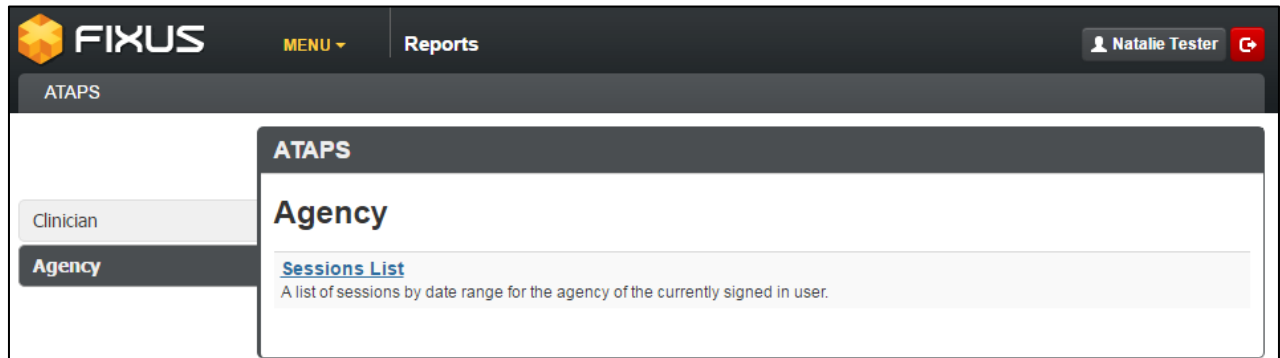 FIXUS MENU Reports Natalie Tester
ATAPS
ATAPS
Clinician
Agency
Agency
Sessions List
A list of sessions by date range for the agency of the currently signed in user.